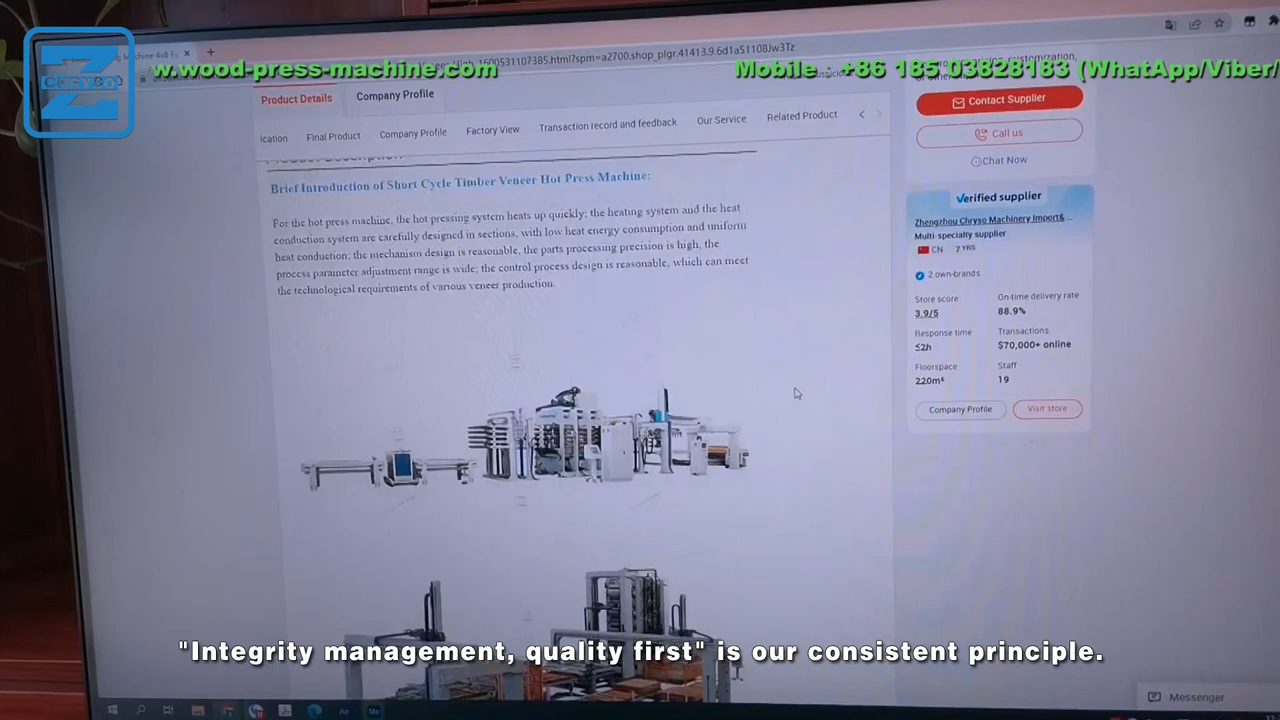 w.wood-press-machine.com
Mobile : +86 185 03828183 (WhatApp/Viber/
CHRYSO
Product Details
Company Profile
ication
Final Product
Company Profile
Factory View
Transaction record and feedback
Our Service
Related Product
Brief Introduction of Short Cycle Timber Veneer Hot Press Machine:
For the hot press machine, the hot pressing system heats up quickly; the heating system and the heat
conduction system are carefully designed in sections, with low heat energy consumption and uniform
heat conduction; the mechanism design is reasonable, the parts processing precision is high, the
process parameter adjustment range is wide; the control process design is reasonable, which can meet
the technological requirements of various veneer production.
Contact Supplier
Call us
Chat Now
Verified supplier
Zhengzhou Chryso Machinery Import&...
Multi-specialty supplier
CN 7 YRS
2 own-brands
Store score
3.9/5
On-time delivery rate
88.9%
Response time
≤2h
Transactions
$70,000+ online
Floorspace
220m²
Staff
19
Company Profile
Visit store
"Integrity management, quality first" is our consistent principle.
Messenger